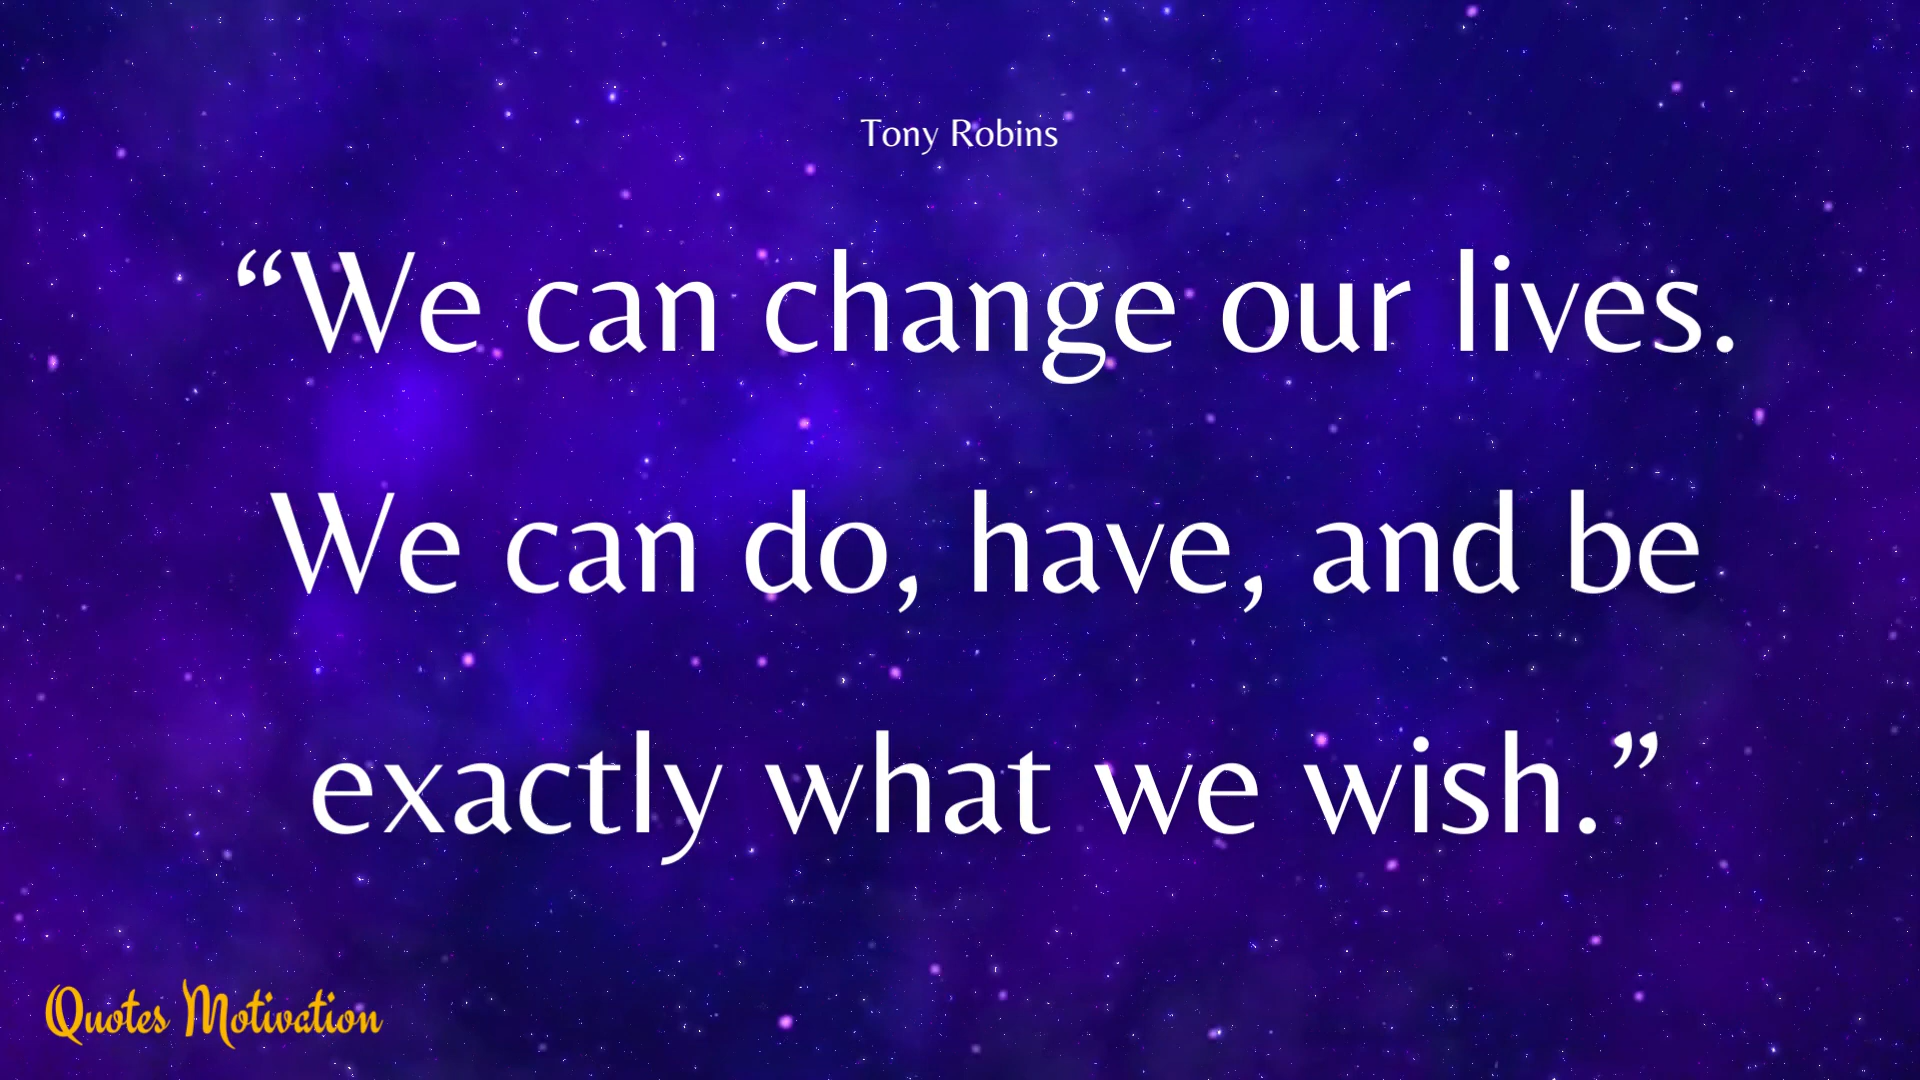 Tony Robins
“We can change our lives.
We can do, have, and be
exactly what we wish.”
Quotes Motivation